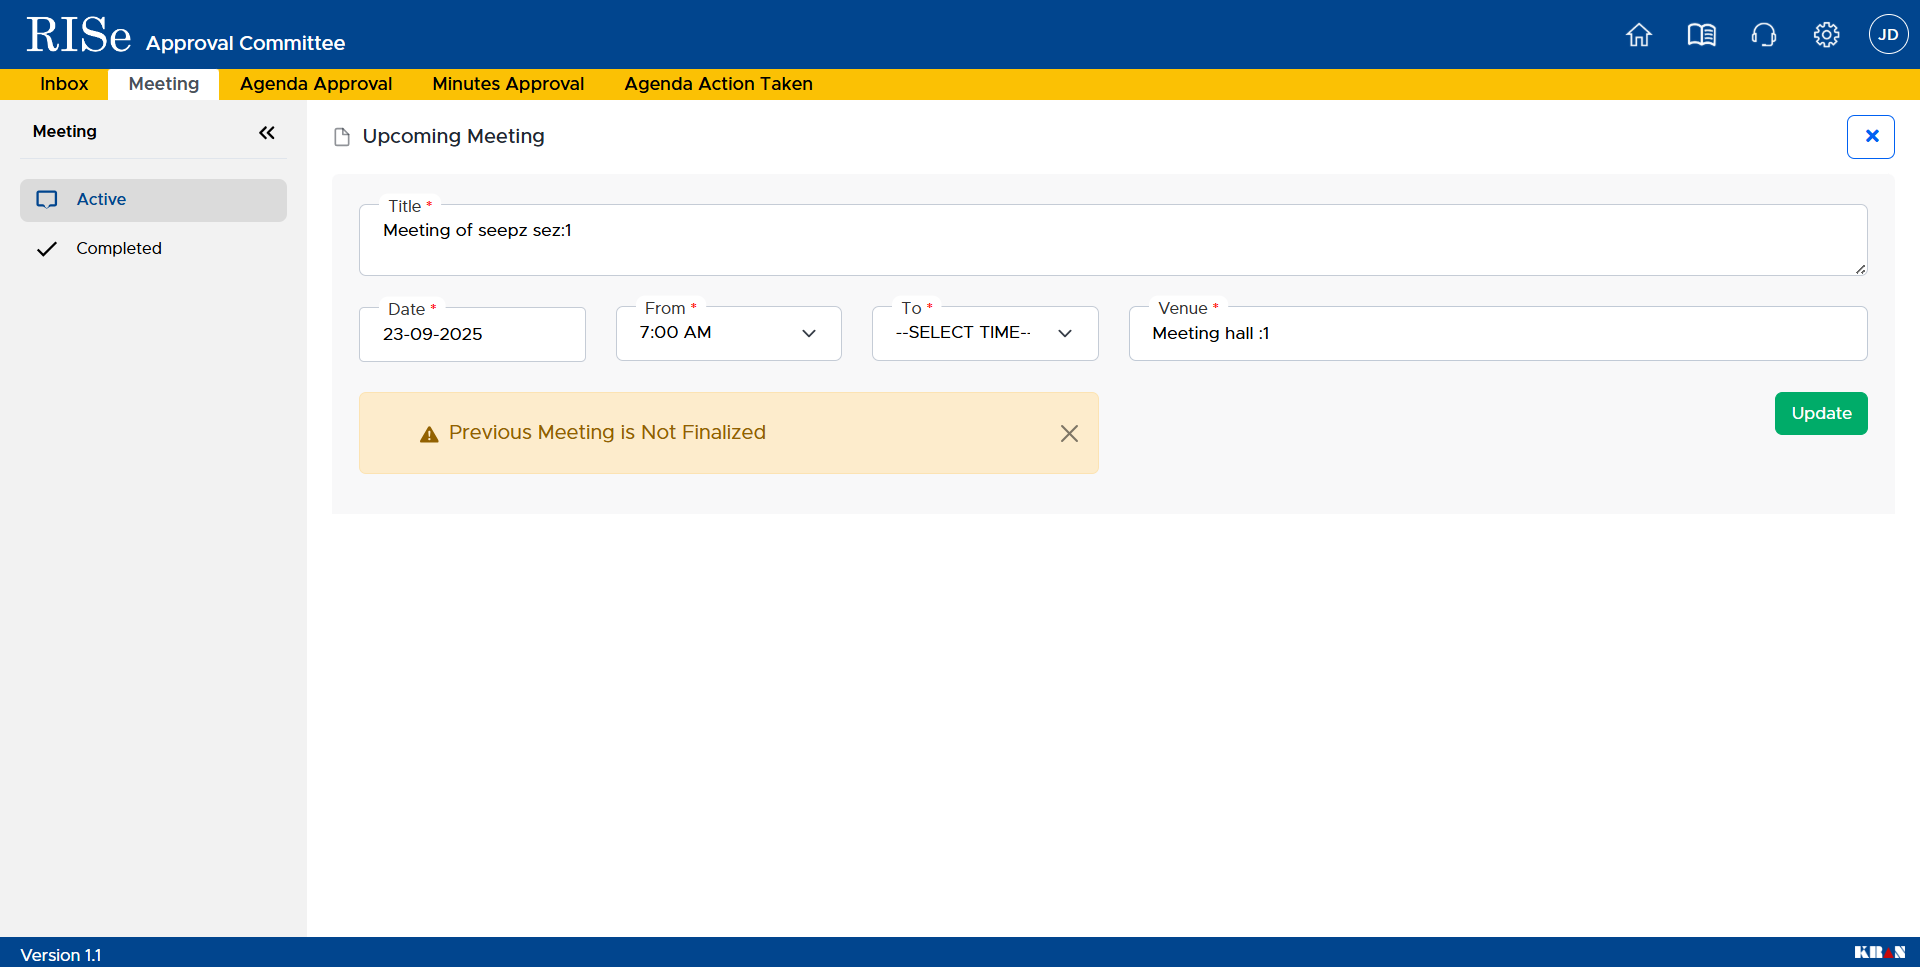 RISe Approval Committee
JD
Inbox Meeting Agenda Approval Minutes Approval Agenda Action Taken
Meeting
Upcoming Meeting
Active
Completed
Title *
Meeting of seepz sez:1
Date * From * To * Venue *
23-09-2025 7:00 AM --SELECT TIME-- Meeting hall :1
Previous Meeting is Not Finalized
Update
Version 1.1
KRAN